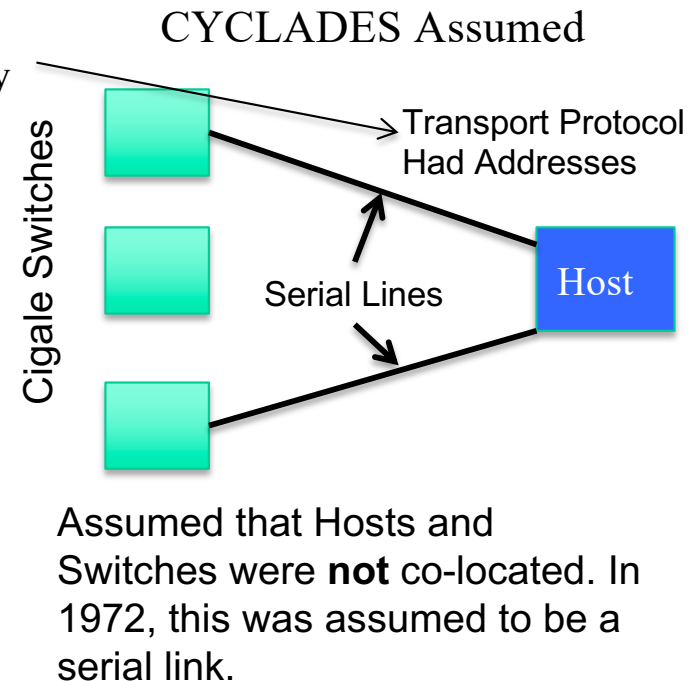 CYCLADES Assumed
y
Transport Protocol
Had Addresses
Cigale Switches
Serial Lines
Host
Assumed that Hosts and
Switches were not co-located. In
1972, this was assumed to be a
serial link.